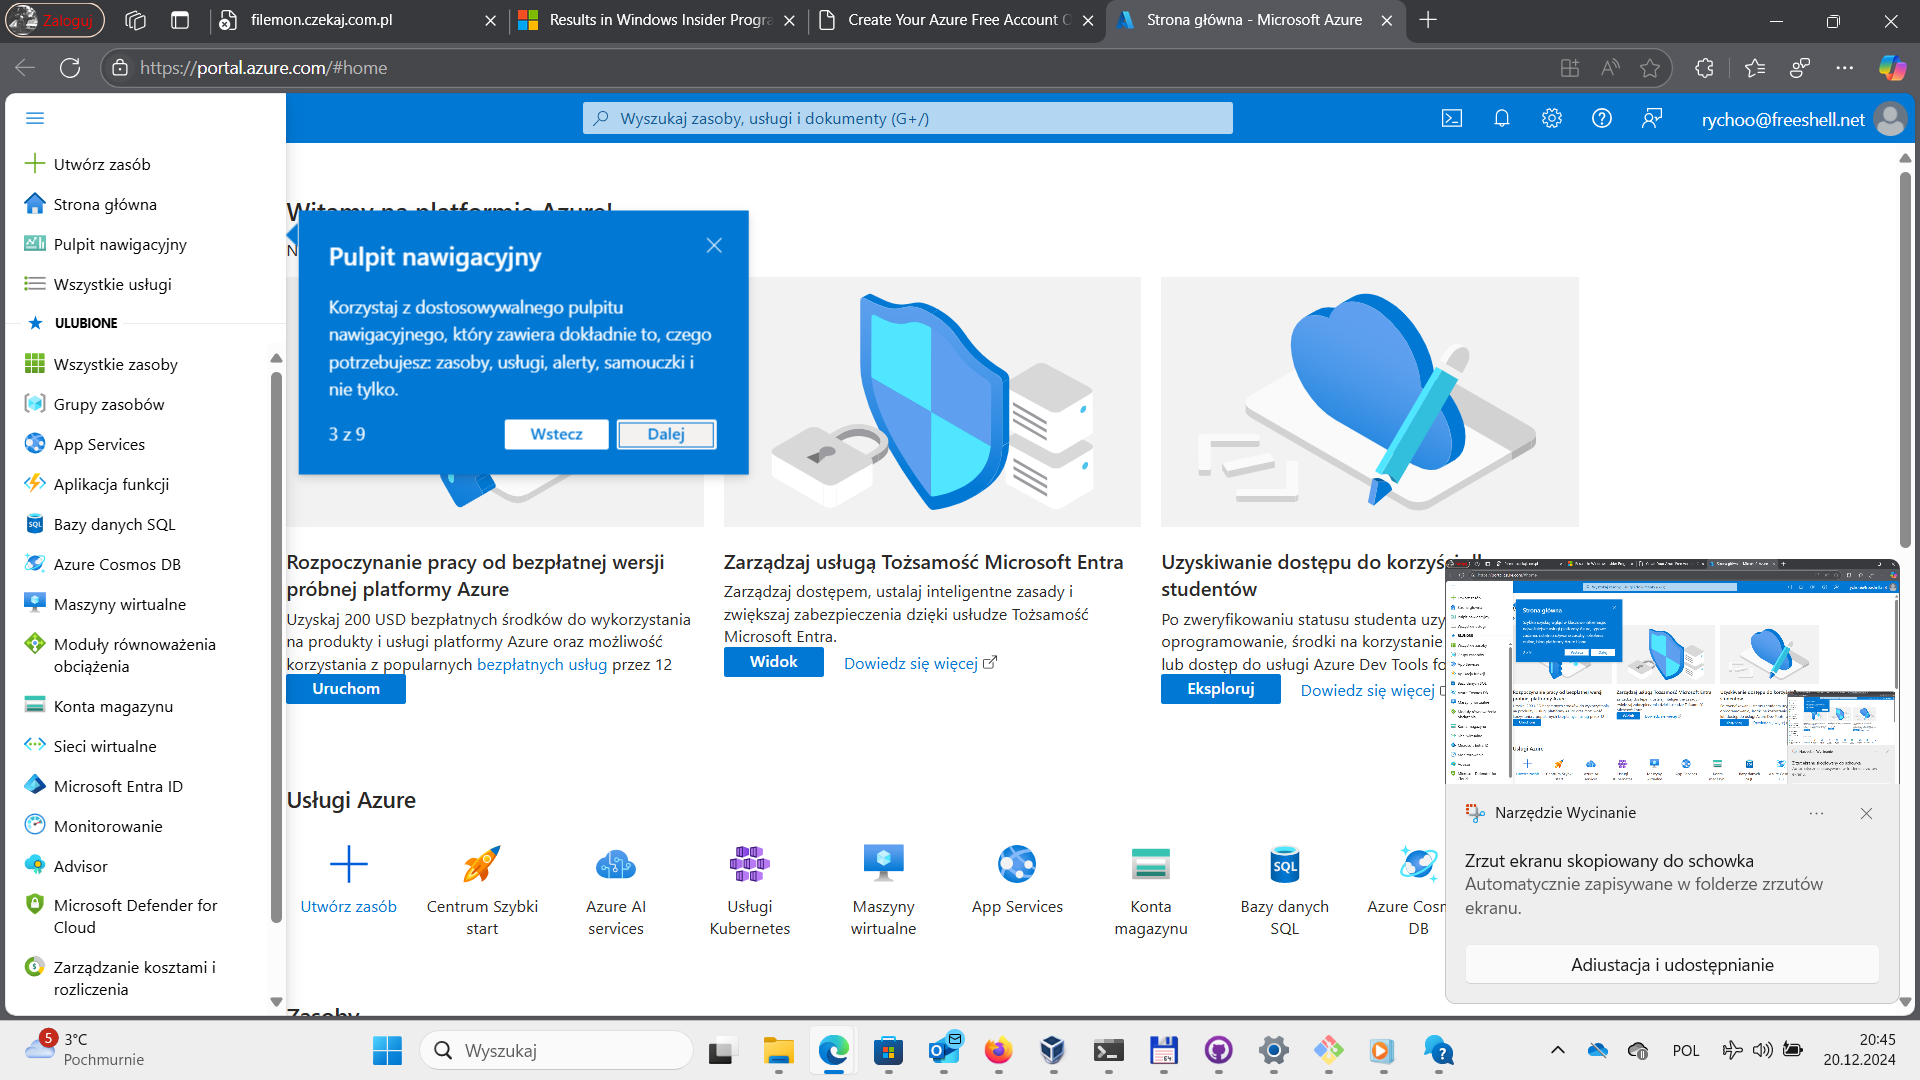 Zaloguj
filemon.czekaj.com.pl
Results in Windows Insider Progra
Create Your Azure Free Account O
Strona główna - Microsoft Azure
https://portal.azure.com/#home
Wyszukaj zasoby, usługi i dokumenty (G+/)
rychoo@freeshell.net
Utwórz zasób
Strona główna
Pulpit nawigacyjny
Wszystkie usługi
ULUBIONE
Wszystkie zasoby
Grupy zasobów
App Services
Aplikacja funkcji
Bazy danych SQL
Azure Cosmos DB
Maszyny wirtualne
Moduły równoważenia
obciążenia
Konta magazynu
Sieci wirtualne
Microsoft Entra ID
Monitorowanie
Advisor
Microsoft Defender for
Cloud
Zarządzanie kosztami i
rozliczenia
Witamy na platformie Azure!
Pulpit nawigacyjny
Korzystaj z dostosowywalnego pulpitu
nawigacyjnego, który zawiera dokładnie to, czego
potrzebujesz: zasoby, usługi, alerty, samouczki i
nie tylko.
3 z 9
Wstecz
Dalej
Rozpoczynanie pracy od bezpłatnej wersji
próbnej platformy Azure
Uzyskaj 200 USD bezpłatnych środków do wykorzystania
na produkty i usługi platformy Azure oraz możliwość
korzystania z popularnych bezpłatnych usług przez 12
Uruchom
Zarządzaj usługą Tożsamość Microsoft Entra
Zarządzaj dostępem, ustalaj inteligentne zasady i
zwiększaj zabezpieczenia dzięki usłudze Tożsamość
Microsoft Entra.
Widok
Dowiedz się więcej
Uzyskiwanie dostępu do korzyści dla
studentów
Po zweryfikowaniu statusu studenta uzy
oprogramowanie, środki na korzystanie
lub dostęp do usługi Azure Dev Tools fo
Eksploruj
Dowiedz się więcej
Usługi Azure
Utwórz zasób
Centrum Szybki
start
Azure AI
services
Usługi
Kubernetes
Maszyny
wirtualne
App Services
Konta
magazynu
Bazy danych
SQL
Azure Cosm
DB
Zasoby
Narzędzie Wycinanie
Zrzut ekranu skopiowany do schowka
Automatycznie zapisywane w folderze zrzutów
ekranu.
Adiustacja i udostępnianie
5
3°C
Pochmurnie
Wyszukaj
POL
20:45
20.12.2024